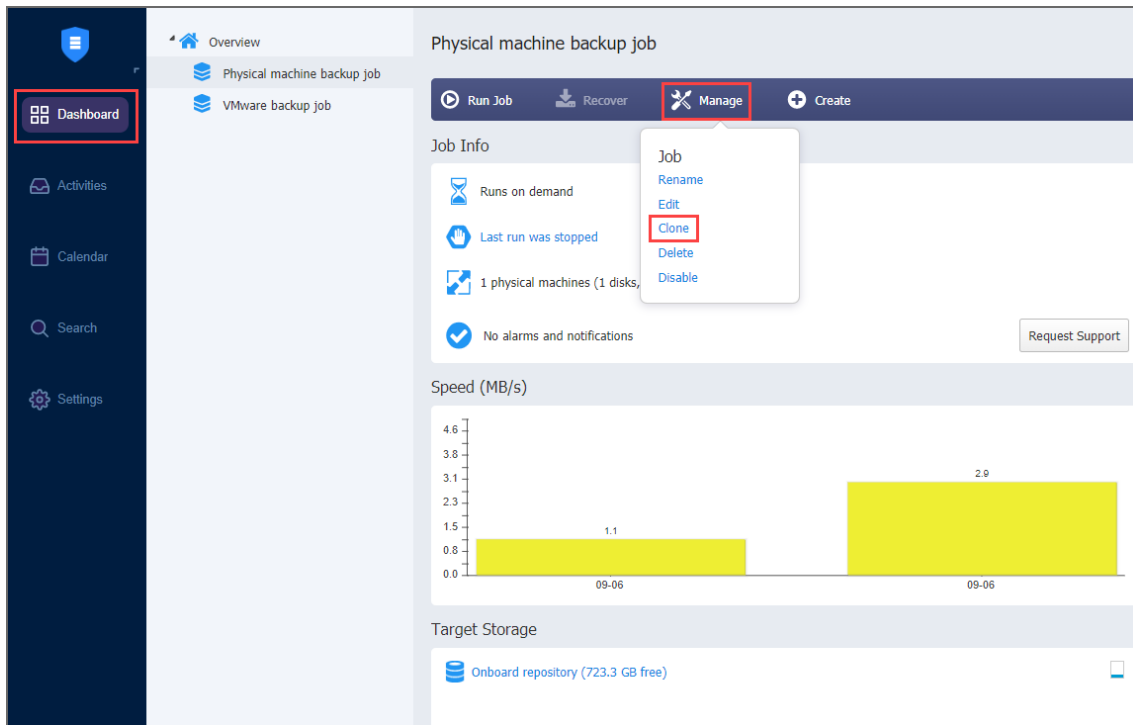 Dashboard
Activities
Calendar
Search
Settings
Overview
Physical machine backup job
VMware backup job
Physical machine backup job
Run Job
Recover
Manage
Create
Job Info
Runs on demand
Last run was stopped
1 physical machines (1 disks,
No alarms and notifications
Request Support
Job
Rename
Edit
Clone
Delete
Disable
Speed (MB/s)
4.6
3.8
3.1
2.3
1.5
0.8
0.0
1.1
2.9
09-06
09-06
Target Storage
Onboard repository (723.3 GB free)